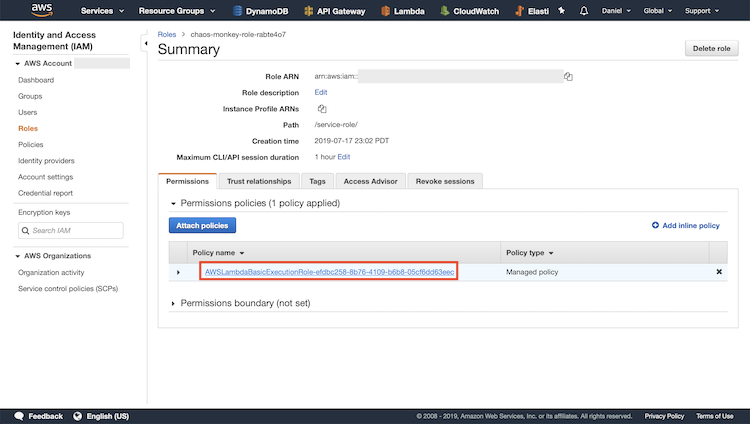 aws Services Resource Groups DynamoDB API Gateway Lambda CloudWatch Elasti Daniel Global Support
Identity and Access
Management (IAM)
AWS Account
Dashboard
Groups
Users
Roles
Policies
Identity providers
Account settings
Credential report
Encryption keys
Search IAM
AWS Organizations
Organization activity
Service control policies (SCPs)
Roles > chaos-monkey-role-rabte4o7
Summary
Delete role
Role ARN arn:aws:iam::
Role description Edit
Instance Profile ARNs
Path /service-role/
Creation time 2019-07-17 23:02 PDT
Maximum CLI/API session duration 1 hour Edit
Permissions Trust relationships Tags Access Advisor Revoke sessions
Permissions policies (1 policy applied)
Attach policies Add inline policy
Policy name Policy type
AWSLambdaBasicExecutionRole-efdbc258-8b76-4109-b6b8-05cf6dd63eec Managed policy
Permissions boundary (not set)
Feedback English (US) © 2008 - 2019, Amazon Web Services, Inc. or its affiliates. All rights reserved. Privacy Policy Terms of Use